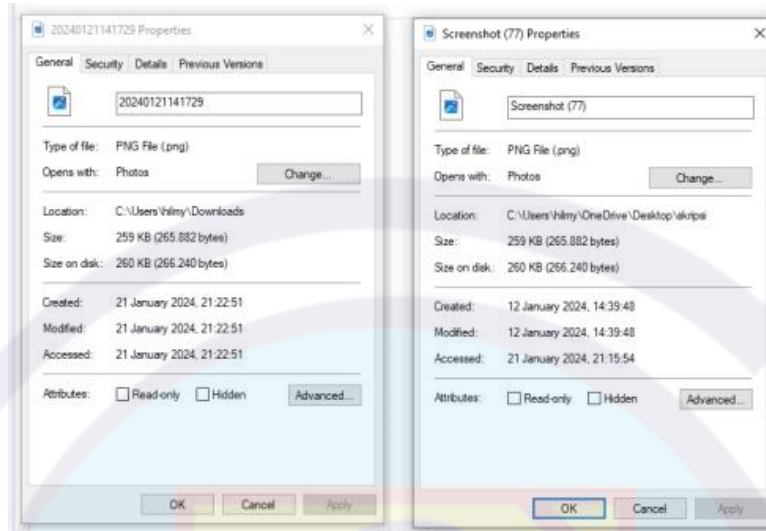 20240121141729 Properties
General Security Details Previous Versions
20240121141729
Type of file: PNG File (.png)
Opens with: Photos Change...
Location: C:\Users\hilmy\Downloads
Size: 259 KB (265.882 bytes)
Size on disk: 260 KB (266.240 bytes)
Created: 21 January 2024, 21:22:51
Modified: 21 January 2024, 21:22:51
Accessed: 21 January 2024, 21:22:51
Attributes: Read-only Hidden Advanced...
OK Cancel Apply
Screenshot (77) Properties
General Security Details Previous Versions
Screenshot (77)
Type of file: PNG File (.png)
Opens with: Photos Change...
Location: C:\Users\hilmy\OneDrive\Desktop\skripsi
Size: 259 KB (265.882 bytes)
Size on disk: 260 KB (266.240 bytes)
Created: 12 January 2024, 14:39:48
Modified: 12 January 2024, 14:39:48
Accessed: 21 January 2024, 21:15:54
Attributes: Read-only Hidden Advanced...
OK Cancel Apply